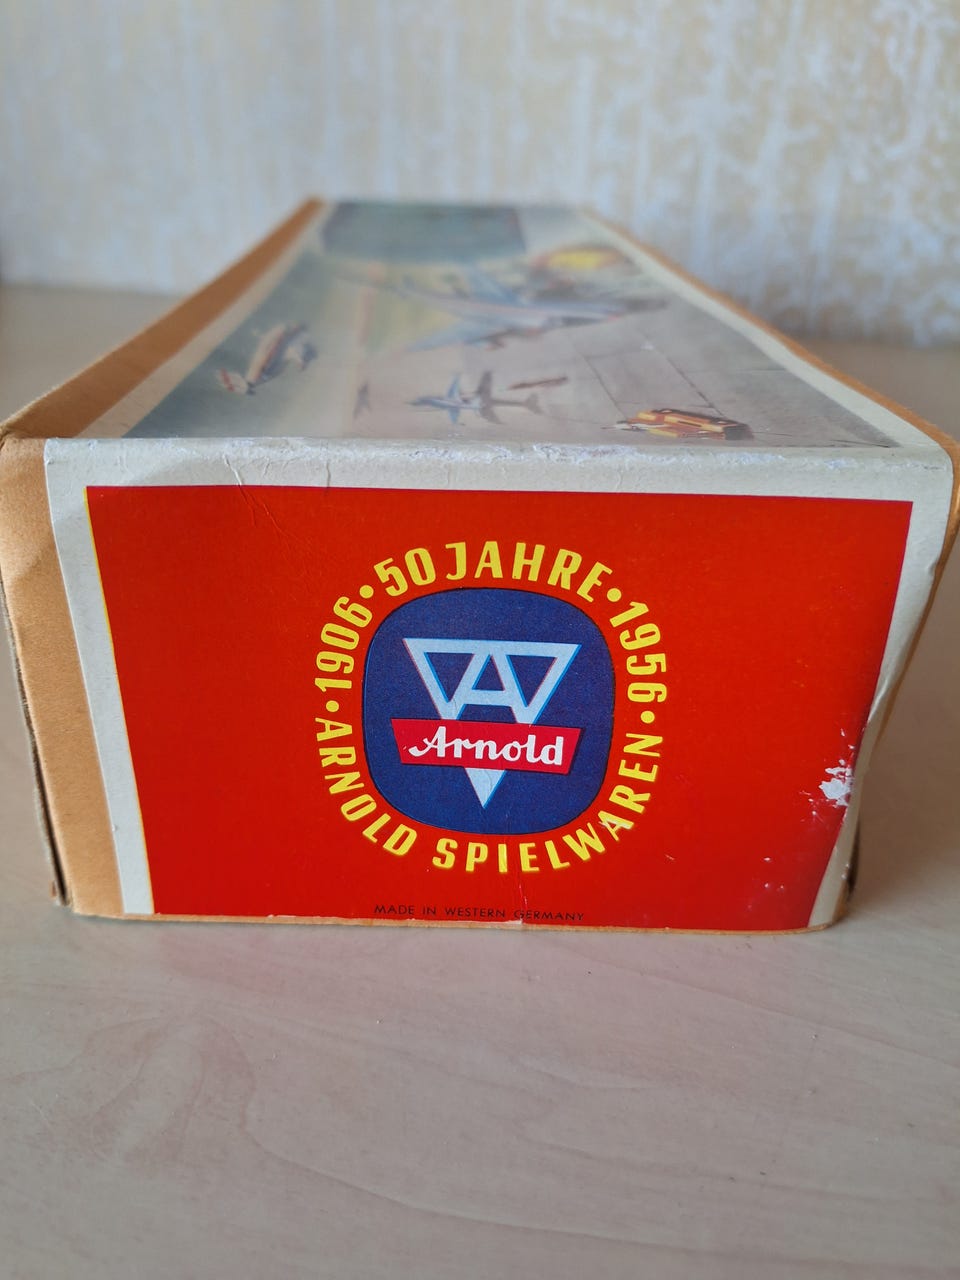 50 JAHRE • 1956 • ARNOLD SPIELWAREN • 1906 •
Arnold
MADE IN WESTERN GERMANY